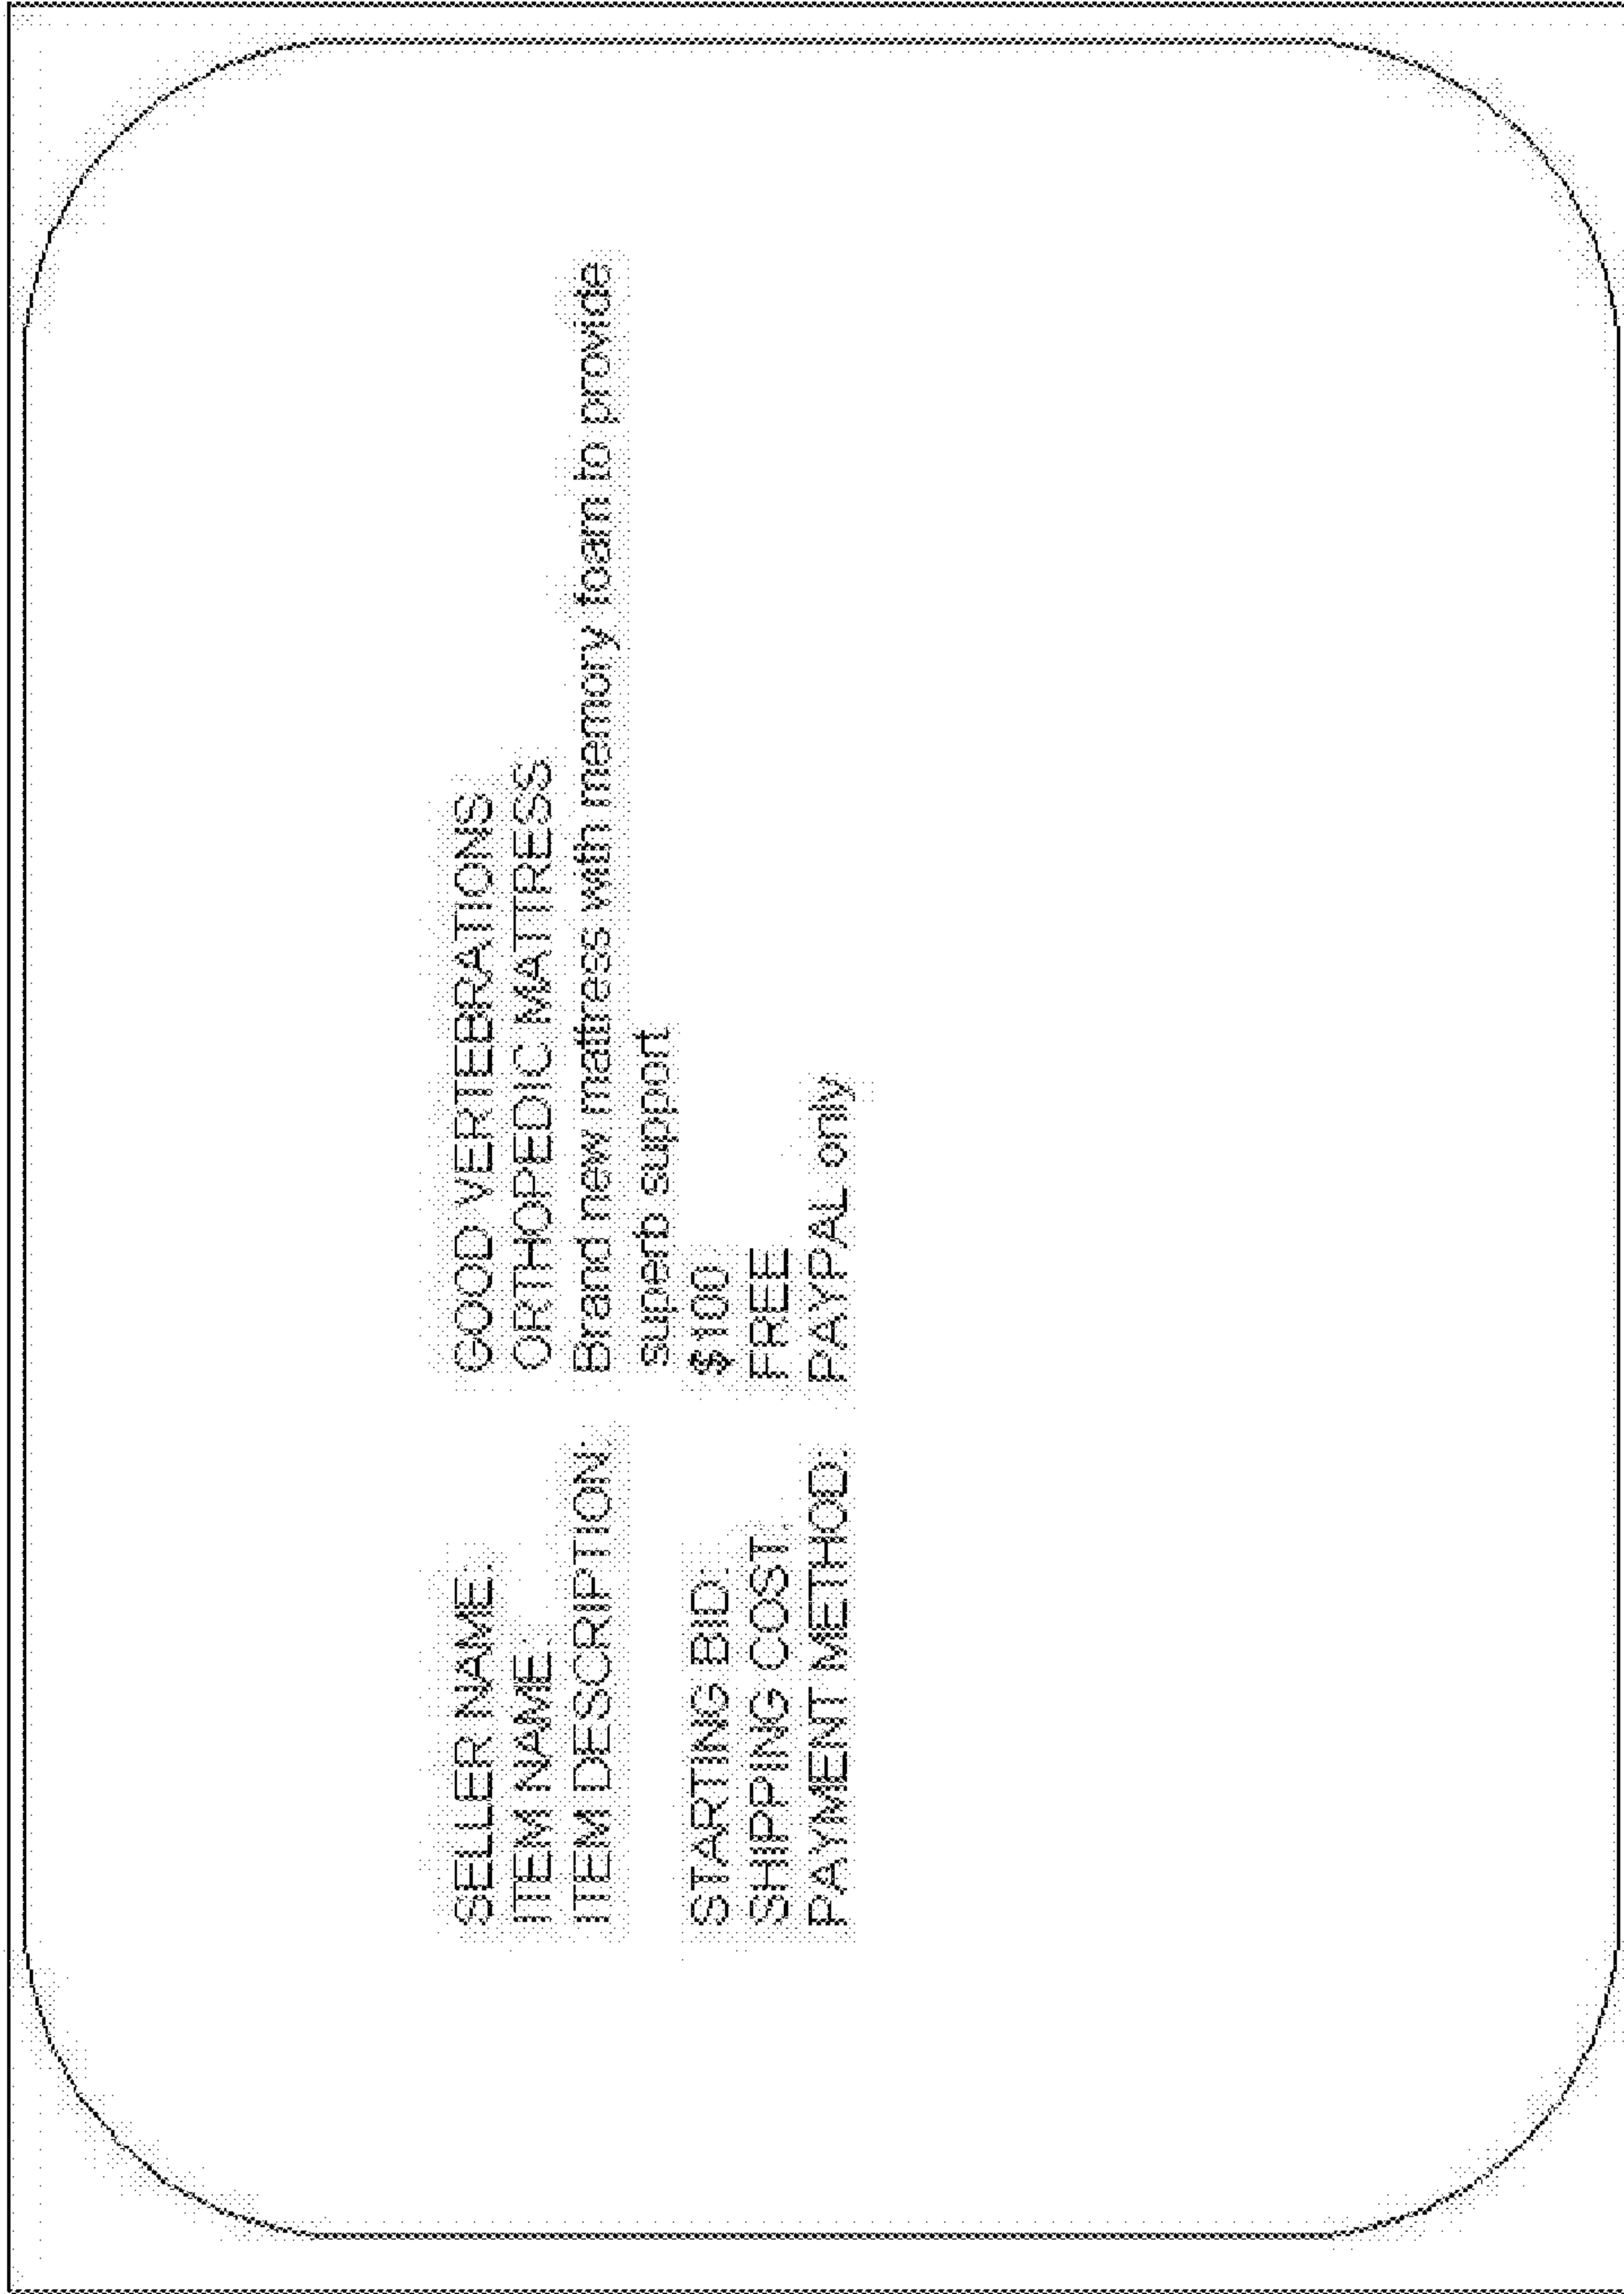 SELLER NAME: GOOD VERTEBRATIONS
ITEM NAME: ORTHOPEDIC MATTRESS
ITEM DESCRIPTION: Brand new mattress with memory foam to provide
superb support
STARTING BID: $100
SHIPPING COST: FREE
PAYMENT METHOD: PAYPAL only